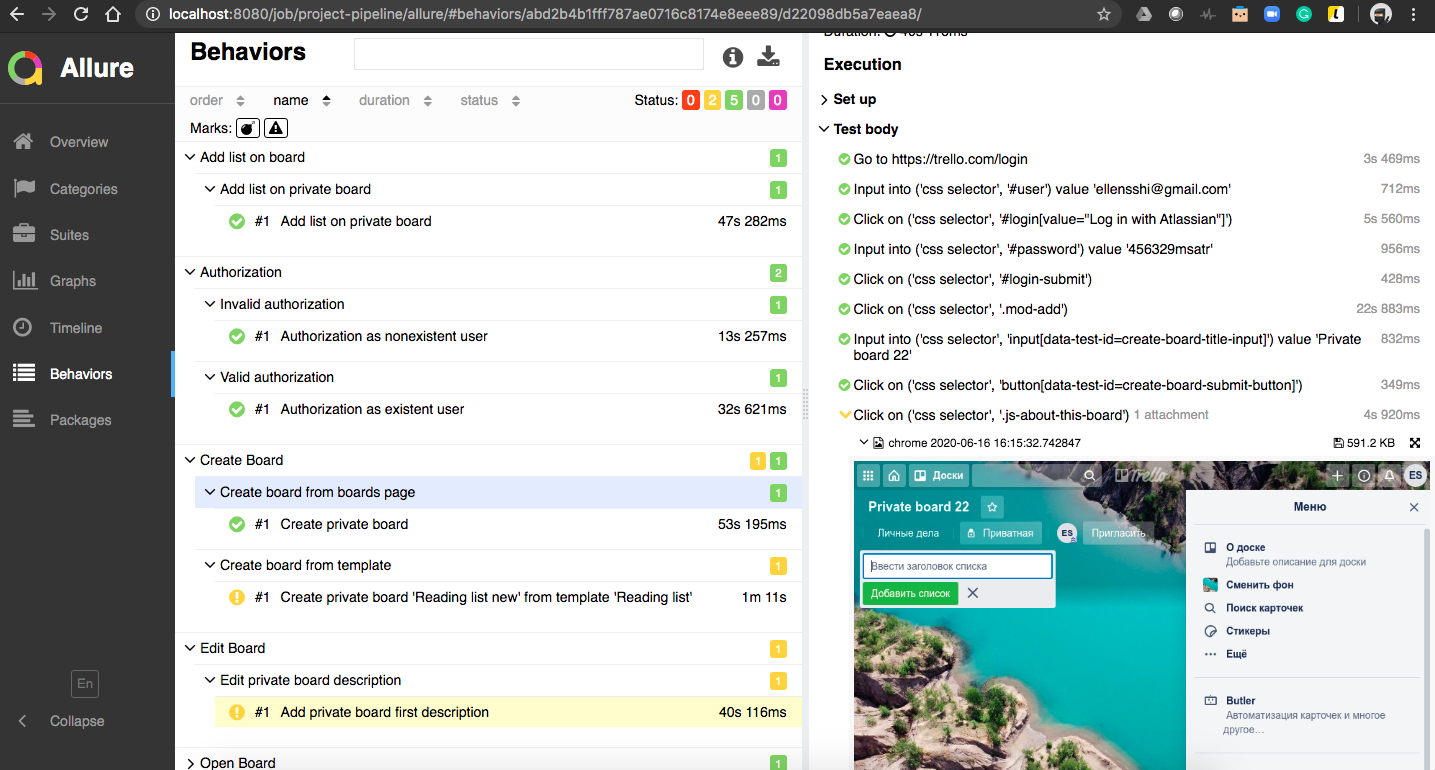 localhost:8080/job/project-pipeline/allure/#behaviors/abd2b4b1fff787ae0716c8174e8eee89/d22098db5a7eaea8/
Allure
Overview
Categories
Suites
Graphs
Timeline
Behaviors
Packages
En
Collapse
Behaviors
order name duration status
Status: 0 2 5 0 0
Marks:
Add list on board 1
Add list on private board 1
#1 Add list on private board 47s 282ms
Authorization 2
Invalid authorization 1
#1 Authorization as nonexistent user 13s 257ms
Valid authorization 1
#1 Authorization as existent user 32s 621ms
Create Board 1 1
Create board from boards page 1
#1 Create private board 53s 195ms
Create board from template 1
#1 Create private board 'Reading list new' from template 'Reading list' 1m 11s
Edit Board 1
Edit private board description 1
#1 Add private board first description 40s 116ms
Open Board 1
Duration: 40s 116ms
Execution
Set up
Test body
Go to https://trello.com/login 3s 469ms
Input into ('css selector', '#user') value 'ellensshi@gmail.com' 712ms
Click on ('css selector', '#login[value="Log in with Atlassian"]') 5s 560ms
Input into ('css selector', '#password') value '456329msatr' 956ms
Click on ('css selector', '#login-submit') 428ms
Click on ('css selector', '.mod-add') 22s 883ms
Input into ('css selector', 'input[data-test-id=create-board-title-input]') value 'Private 832ms
board 22'
Click on ('css selector', 'button[data-test-id=create-board-submit-button]') 349ms
Click on ('css selector', '.js-about-this-board') 1 attachment 4s 920ms
chrome 2020-06-16 16:15:32.742847 591.2 KB
Доски Trello ES
Private board 22
Личные дела Приватная ES Пригласить
Ввести заголовок списка
Добавить список
Меню
О доске
Добавьте описание для доски
Сменить фон
Поиск карточек
Стикеры
Ещё
Butler
Автоматизация карточек и многое
другое…